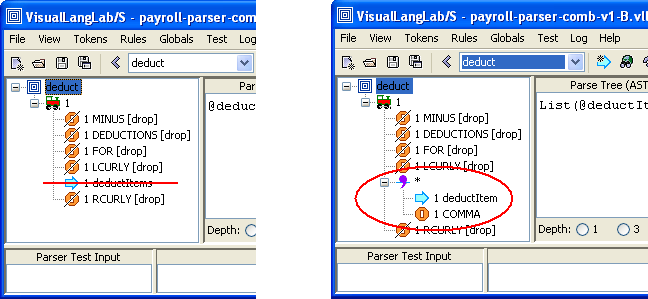 VisualLangLab/S - payroll-parser-com
File View Tokens Rules Globals Test Log
deduct
deduct
1
1 MINUS [drop]
1 DEDUCTIONS [drop]
1 FOR [drop]
1 LCURLY [drop]
1 deductItems
1 RCURLY [drop]
Par
@deduc
Depth:
Parser Test Input
VisualLangLab/S - payroll-parser-comb-v1-B.vll
File View Tokens Rules Globals Test Log
deduct
deduct
1
1 MINUS [drop]
1 DEDUCTIONS [drop]
1 FOR [drop]
1 LCURLY [drop]
*
1 deductItem
1 COMMA
1 RCURLY [drop]
Parse Tree (AST
List(@deductIt
Depth: 1 3
Parser Test Input